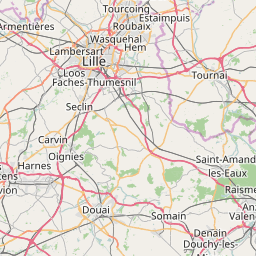 Tourcoing
Estaimpuis
Armentières
Roubaix
Wasquehal
Lambersart
Hem
Lille
Loos
Faches-Thumesnil
Tournai
Seclin
Carvin
Oignies
Harnes
Saint-Amand
les-Eaux
Raismes
Douai
Somain
Denain
Douchy-les-